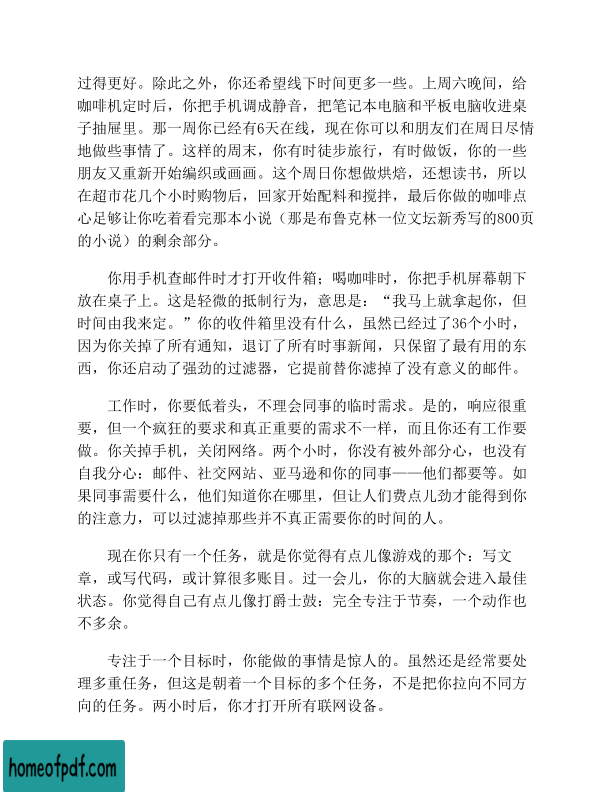 过得更好。除此之外，你还希望线下时间更多一些。上周六晚间，给
咖啡机定时后，你把手机调成静音，把笔记本电脑和平板电脑收进桌
子抽屉里。那一周你已经有6天在线，现在你可以和朋友们在周日尽情
地做些事情了。这样的周末，你有时徒步旅行，有时做饭，你的一些
朋友又重新开始编织或画画。这个周日你想做烘焙，还想读书，所以
在超市花几个小时购物后，回家开始配料和搅拌，最后你做的咖啡点
心足够让你吃着看完那本小说（那是布鲁克林一位文坛新秀写的800页
的小说）的剩余部分。
你用手机查邮件时才打开收件箱；喝咖啡时，你把手机屏幕朝下
放在桌子上。这是轻微的抵制行为，意思是：“我马上就拿起你，但
时间由我来定。”你的收件箱里没有什么，虽然已经过了36个小时，
因为你关掉了所有通知，退订了所有时事新闻，只保留了最有用的东
西，你还启动了强劲的过滤器，它提前替你滤掉了没有意义的邮件。
工作时，你要低着头，不理会同事的临时需求。是的，响应很重
要，但一个疯狂的要求和真正重要的需求不一样，而且你还有工作要
做。你关掉手机，关闭网络。两个小时，你没有被外部分心，也没有
自我分心：邮件、社交网站、亚马逊和你的同事——他们都要等。如
果同事需要什么，他们知道你在哪里，但让人们费点儿劲才能得到你
的注意力，可以过滤掉那些并不真正需要你的时间的人。
现在你只有一个任务，就是你觉得有点儿像游戏的那个：写文
章，或写代码，或计算很多账目。过一会儿，你的大脑就会进入最佳
状态。你觉得自己有点儿像打爵士鼓：完全专注于节奏，一个动作也
不多余。
专注于一个目标时，你能做的事情是惊人的。虽然还是经常要处
理多重任务，但这是朝着一个目标的多个任务，不是把你拉向不同方
向的任务。两小时后，你才打开所有联网设备。
homeofpdf.com